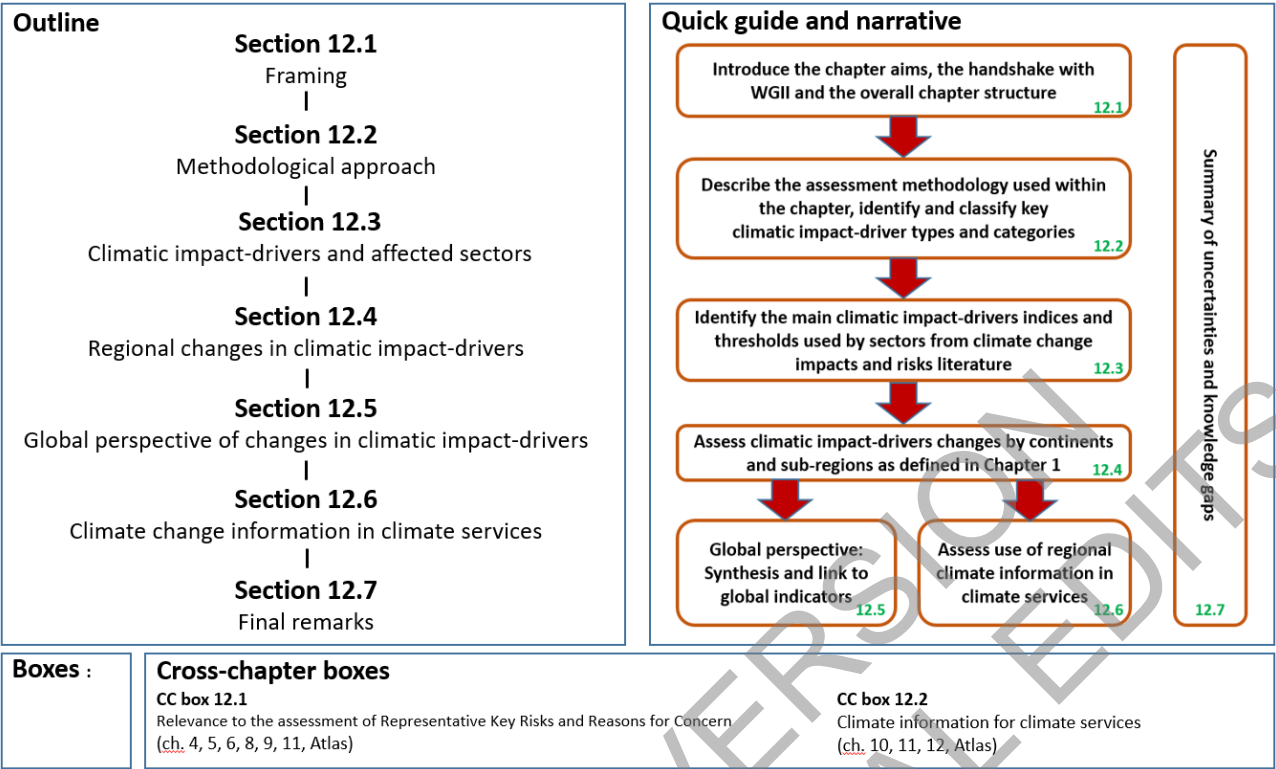 Outline
Section 12.1
Framing
Section 12.2
Methodological approach
Section 12.3
Climatic impact-drivers and affected sectors
Section 12.4
Regional changes in climatic impact-drivers
Section 12.5
Global perspective of changes in climatic impact-drivers
Section 12.6
Climate change information in climate services
Section 12.7
Final remarks
Quick guide and narrative
Introduce the chapter aims, the handshake with
WGII and the overall chapter structure
12.1
Describe the assessment methodology used within
the chapter, identify and classify key
climatic impact-driver types and categories
12.2
Identify the main climatic impact-drivers indices and
thresholds used by sectors from climate change
impacts and risks literature
12.3
Assess climatic impact-drivers changes by continents
and sub-regions as defined in Chapter 1
12.4
Global perspective:
Synthesis and link to
global indicators
12.5
Assess use of regional
climate information in
climate services
12.6
Summary of uncertainties and knowledge gaps
12.7
Boxes :
Cross-chapter boxes
CC box 12.1
Relevance to the assessment of Representative Key Risks and Reasons for Concern
(ch. 4, 5, 6, 8, 9, 11, Atlas)
CC box 12.2
Climate information for climate services
(ch. 10, 11, 12, Atlas)
VERSION
EDITS